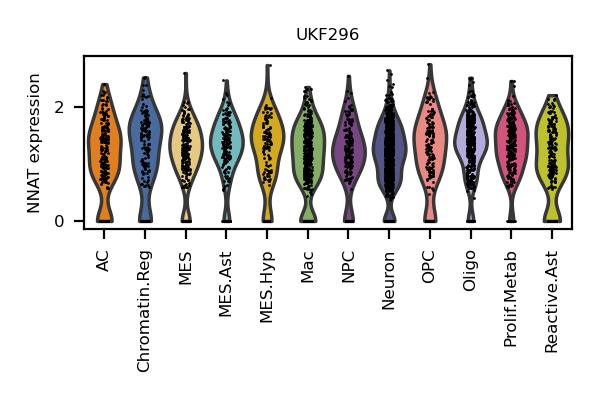 UKF296
NNAT expression
2
0
AC
Chromatin.Reg
MES
MES.Ast
MES.Hyp
Mac
NPC
Neuron
OPC
Oligo
Prolif.Metab
Reactive.Ast